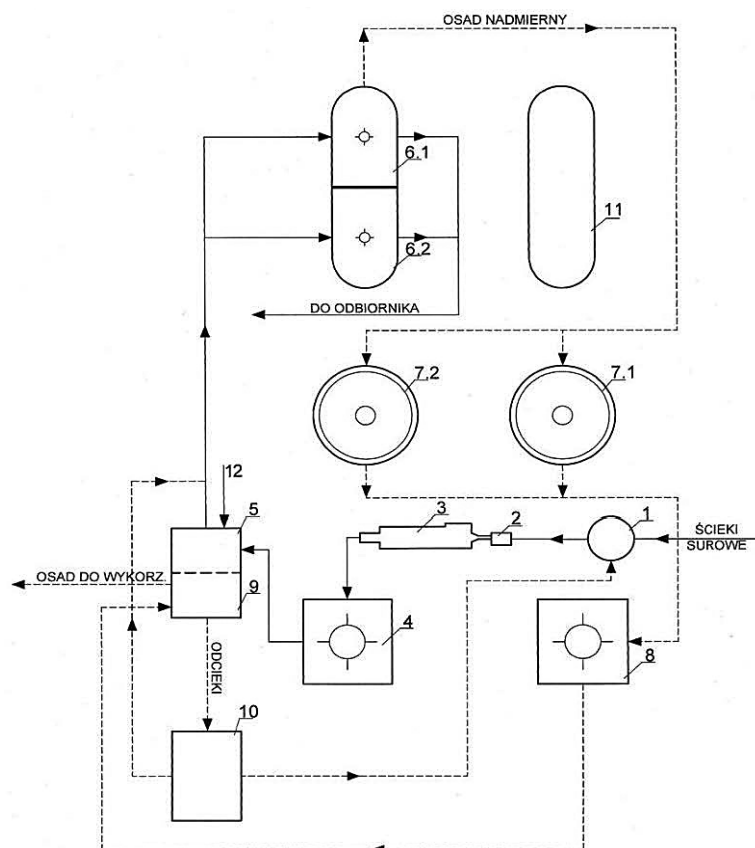 OSAD NADMIERNY
6.1
6.2
11
DO ODBIORNIKA
7.2
7.1
12
5
3
2
1
ŚCIEKI
SUROWE
OSAD DO WYKORZ.
9
4
8
ODCIEKI
10